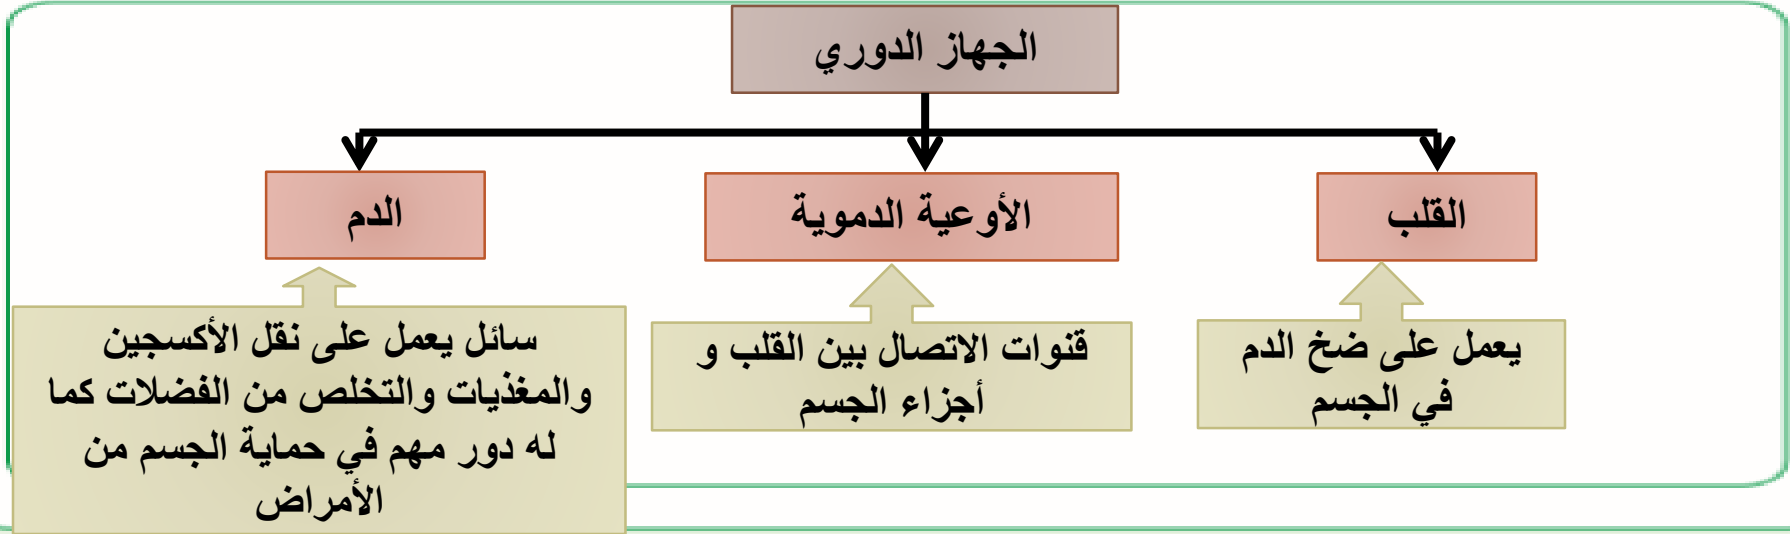 الجهاز الدوري
القلب
الأوعية الدموية
الدم
يعمل على ضخ الدم
في الجسم
قنوات الاتصال بين القلب و
أجزاء الجسم
سائل يعمل على نقل الأكسجين
والمغذيات والتخلص من الفضلات كما
له دور مهم في حماية الجسم من
الأمراض